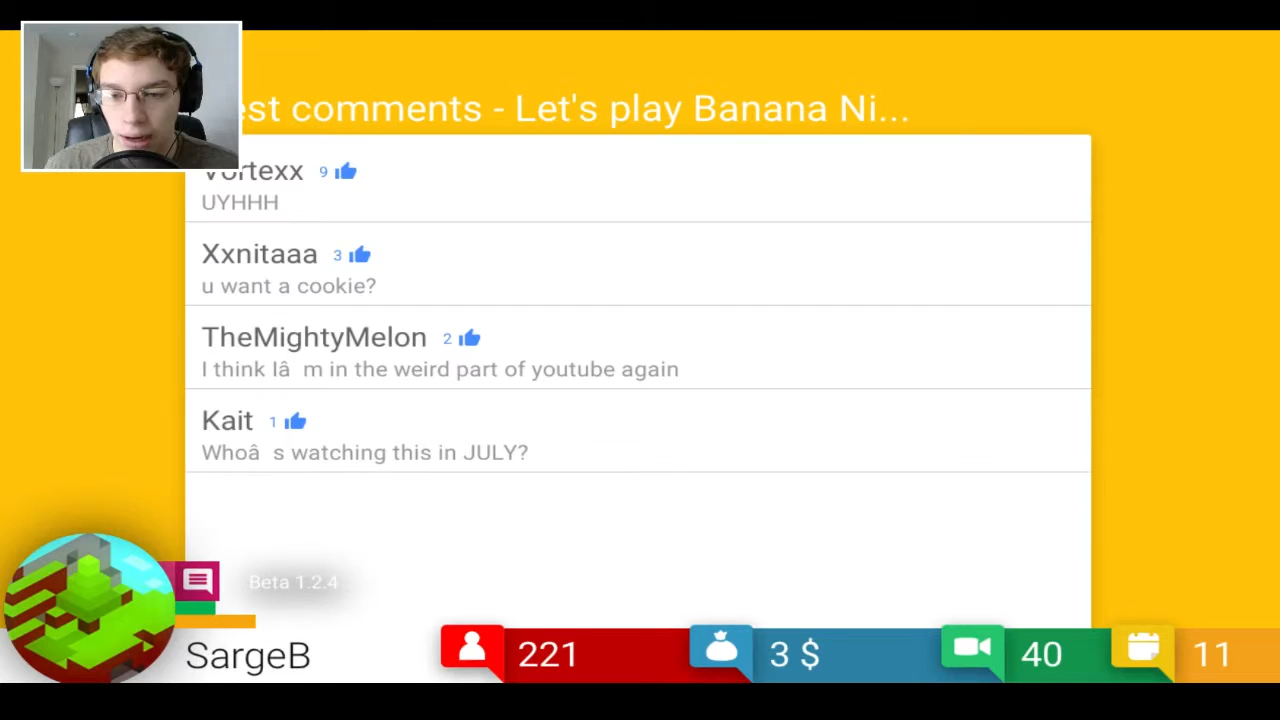 est comments - Let's play Banana Ni...
Vortexx 9
UYHHH
Xxnitaaa 3
u want a cookie?
TheMightyMelon 2
I think Iâ m in the weird part of youtube again
Kait 1
Whoâ s watching this in JULY?
Beta 1.2.4
SargeB 221 3 $ 40 11